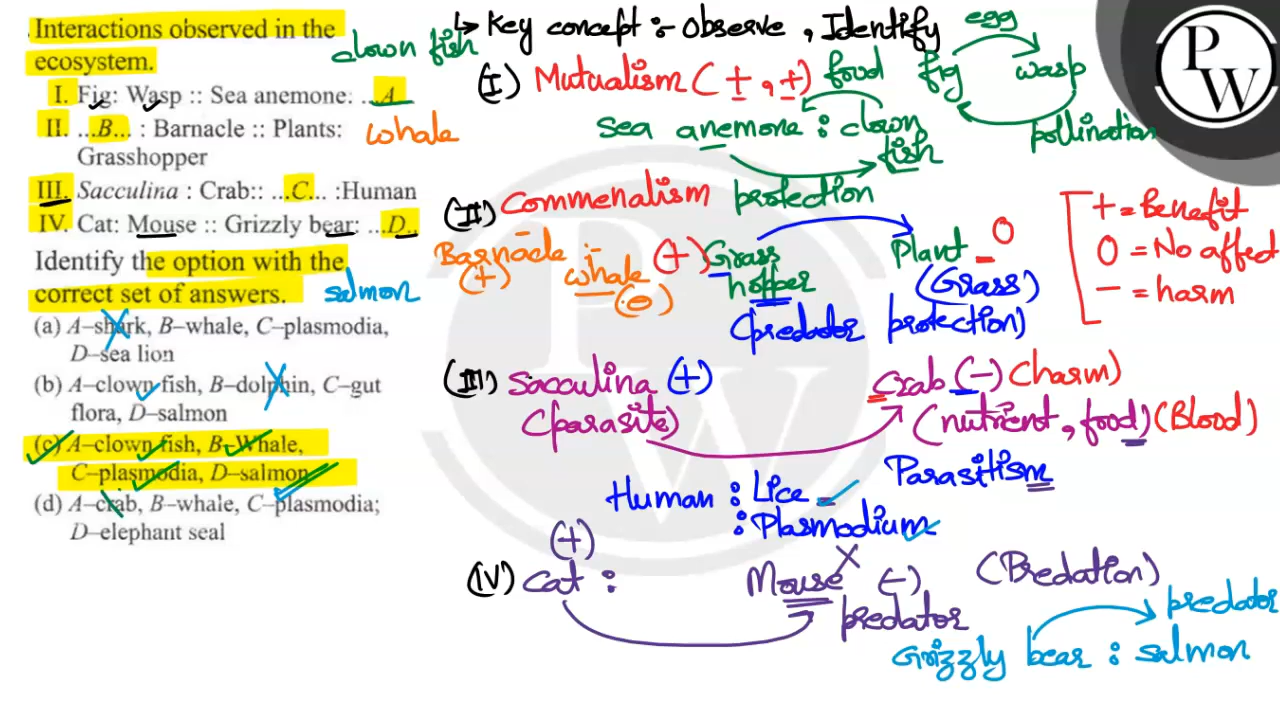 Interactions observed in the
ecosystem.
clown fish
I. Fig: Wasp :: Sea anemone: ...A
II. ...B... : Barnacle :: Plants:
Grasshopper
whale
III. Sacculina : Crab:: ...C... :Human
IV. Cat: Mouse :: Grizzly bear: ...D..
Identify the option with the
correct set of answers.
salmon
(a) A–shark, B–whale, C–plasmodia,
D–sea lion
(b) A–clown fish, B–dolphin, C–gut
flora, D–salmon
(c) A–clown fish, B–Whale,
C–plasmodia, D–salmon
(d) A–crab, B–whale, C–plasmodia;
D–elephant seal
Key concept :- Observe , Identify
(I) Mutualism ( + , + )
food
egg
fig wasp
pollination
sea anemone : clown
fish
protection
(II) Commenalism
Barnacle
(+)
whale
(+) Grass
hopper
Plant 0
(Grass)
(predator protection)
+ = Benefit
0 = No affect
- = harm
(III) Sacculina (+) Crab (-) (harm)
(parasite) (nutrient, food) (Blood)
Parasitism
Human : Lice
: Plasmodium
(+)
(IV) Cat : Mouse x (-) (Predation)
predator
predator
Grizzly bear : salmon
P
W
P
W